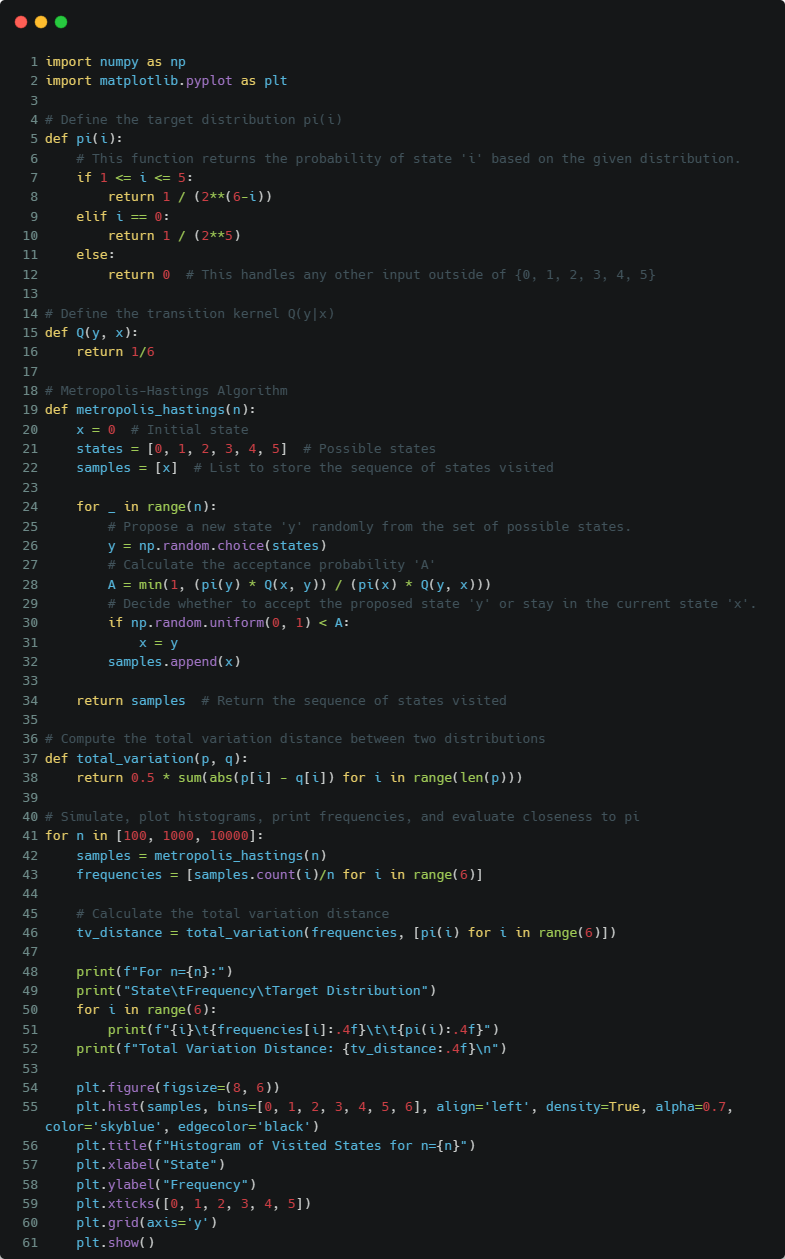 1 import numpy as np
2 import matplotlib.pyplot as plt
3
4 # Define the target distribution pi(i)
5 def pi(i):
6     # This function returns the probability of state 'i' based on the given distribution.
7     if 1 <= i <= 5:
8         return 1 / (2**(6-i))
9     elif i == 0:
10         return 1 / (2**5)
11     else:
12         return 0  # This handles any other input outside of {0, 1, 2, 3, 4, 5}
13
14 # Define the transition kernel Q(y|x)
15 def Q(y, x):
16     return 1/6
17
18 # Metropolis-Hastings Algorithm
19 def metropolis_hastings(n):
20     x = 0  # Initial state
21     states = [0, 1, 2, 3, 4, 5]  # Possible states
22     samples = [x]  # List to store the sequence of states visited
23
24     for _ in range(n):
25         # Propose a new state 'y' randomly from the set of possible states.
26         y = np.random.choice(states)
27         # Calculate the acceptance probability 'A'
28         A = min(1, (pi(y) * Q(x, y)) / (pi(x) * Q(y, x)))
29         # Decide whether to accept the proposed state 'y' or stay in the current state 'x'.
30         if np.random.uniform(0, 1) < A:
31             x = y
32         samples.append(x)
33
34     return samples  # Return the sequence of states visited
35
36 # Compute the total variation distance between two distributions
37 def total_variation(p, q):
38     return 0.5 * sum(abs(p[i] - q[i]) for i in range(len(p)))
39
40 # Simulate, plot histograms, print frequencies, and evaluate closeness to pi
41 for n in [100, 1000, 10000]:
42     samples = metropolis_hastings(n)
43     frequencies = [samples.count(i)/n for i in range(6)]
44
45     # Calculate the total variation distance
46     tv_distance = total_variation(frequencies, [pi(i) for i in range(6)])
47
48     print(f"For n={n}:")
49     print("State\tFrequency\tTarget Distribution")
50     for i in range(6):
51         print(f"{i}\t{frequencies[i]:.4f}\t\t{pi(i):.4f}")
52     print(f"Total Variation Distance: {tv_distance:.4f}\n")
53
54     plt.figure(figsize=(8, 6))
55     plt.hist(samples, bins=[0, 1, 2, 3, 4, 5, 6], align='left', density=True, alpha=0.7,
color='skyblue', edgecolor='black')
56     plt.title(f"Histogram of Visited States for n={n}")
57     plt.xlabel("State")
58     plt.ylabel("Frequency")
59     plt.xticks([0, 1, 2, 3, 4, 5])
60     plt.grid(axis='y')
61     plt.show()